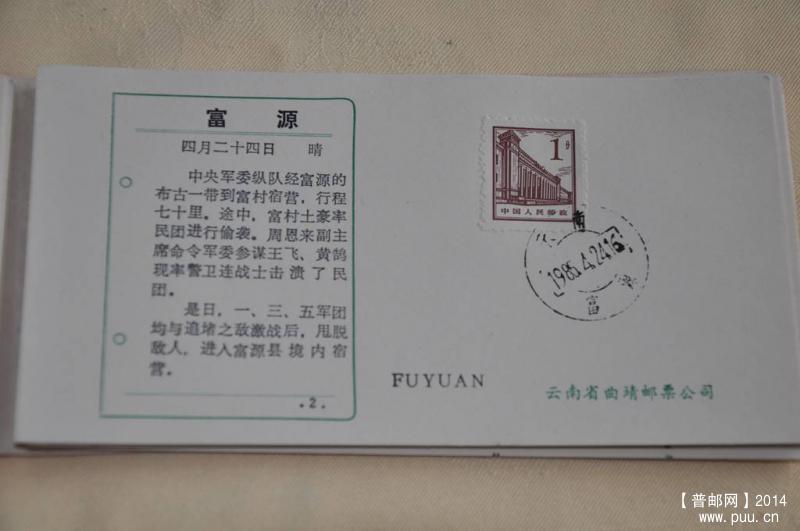 富 源
四月二十四日 晴
中央军委纵队经富源的
布古一带到富村宿营，行程
七十里。途中，富村土豪率
民团进行偷袭。周恩来副主
席命令军委参谋王飞、黄鹄
现率警卫连战士击溃了民
团。
是日，一、三、五军团
均与追堵之敌激战后，甩脱
敌人，进入富源县境内宿
营。
.2.
1分
中国人民邮政
南
1985.4.24.16
富
FUYUAN
云南省曲靖邮票公司
【普邮网】2014
www.puu.cn